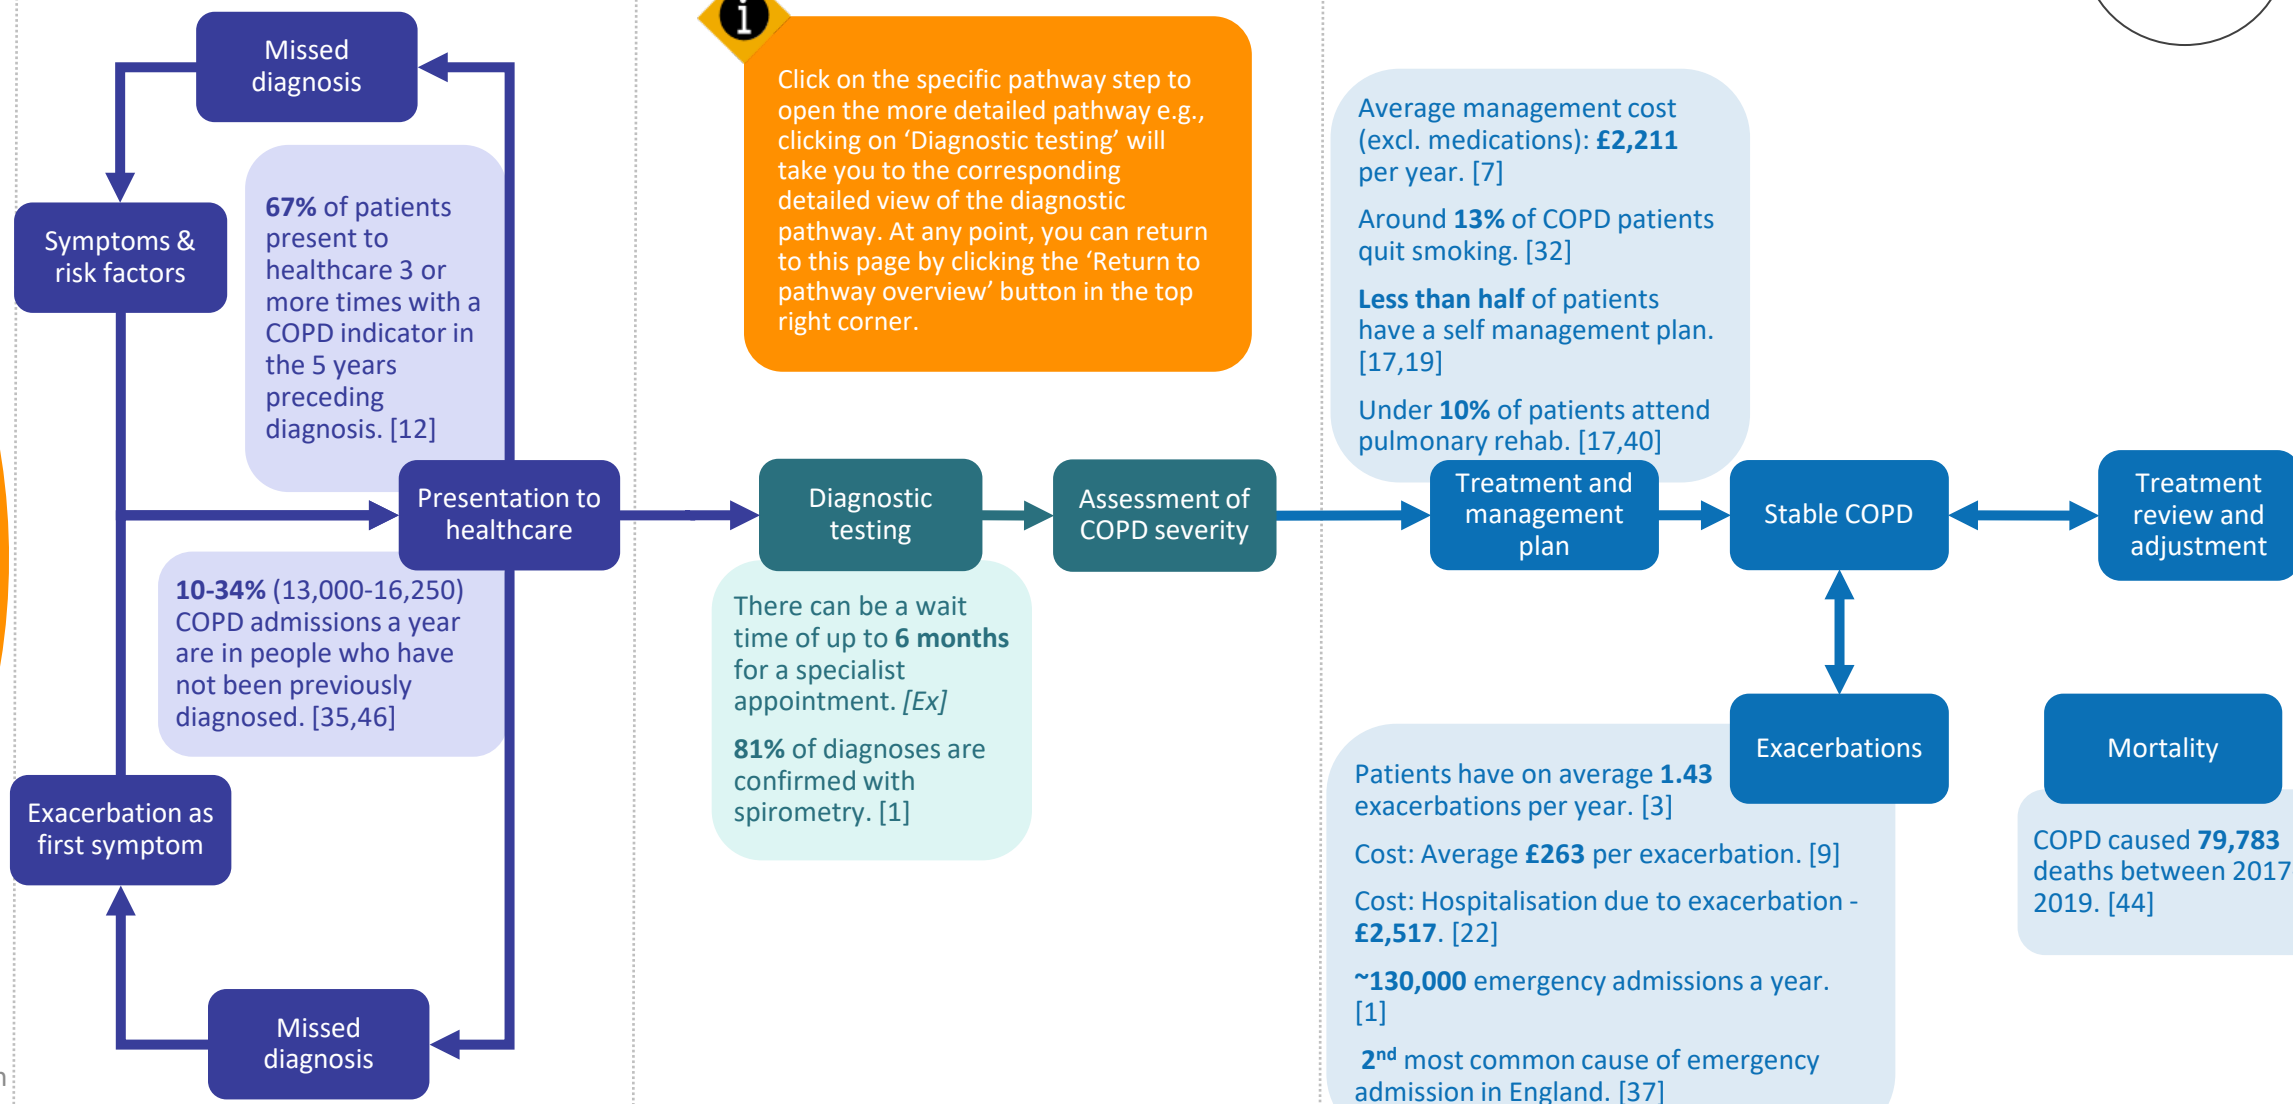 Missed
diagnosis
Symptoms &
risk factors
67% of patients
present to
healthcare 3 or
more times with a
COPD indicator in
the 5 years
preceding
diagnosis. [12]
Presentation to
healthcare
10-34% (13,000-16,250)
COPD admissions a year
are in people who have
not been previously
diagnosed. [35,46]
Exacerbation as
first symptom
Missed
diagnosis
i
Click on the specific pathway step to
open the more detailed pathway e.g.,
clicking on ‘Diagnostic testing’ will
take you to the corresponding
detailed view of the diagnostic
pathway. At any point, you can return
to this page by clicking the ‘Return to
pathway overview’ button in the top
right corner.
Diagnostic
testing
Assessment of
COPD severity
There can be a wait
time of up to 6 months
for a specialist
appointment. [Ex]
81% of diagnoses are
confirmed with
spirometry. [1]
Average management cost
(excl. medications): £2,211
per year. [7]
Around 13% of COPD patients
quit smoking. [32]
Less than half of patients
have a self management plan.
[17,19]
Under 10% of patients attend
pulmonary rehab. [17,40]
Treatment and
management
plan
Stable COPD
Treatment
review and
adjustment
Exacerbations
Patients have on average 1.43
exacerbations per year. [3]
Cost: Average £263 per exacerbation. [9]
Cost: Hospitalisation due to exacerbation -
£2,517. [22]
~130,000 emergency admissions a year.
[1]
2nd most common cause of emergency
admission in England. [37]
Mortality
COPD caused 79,783
deaths between 2017
2019. [44]